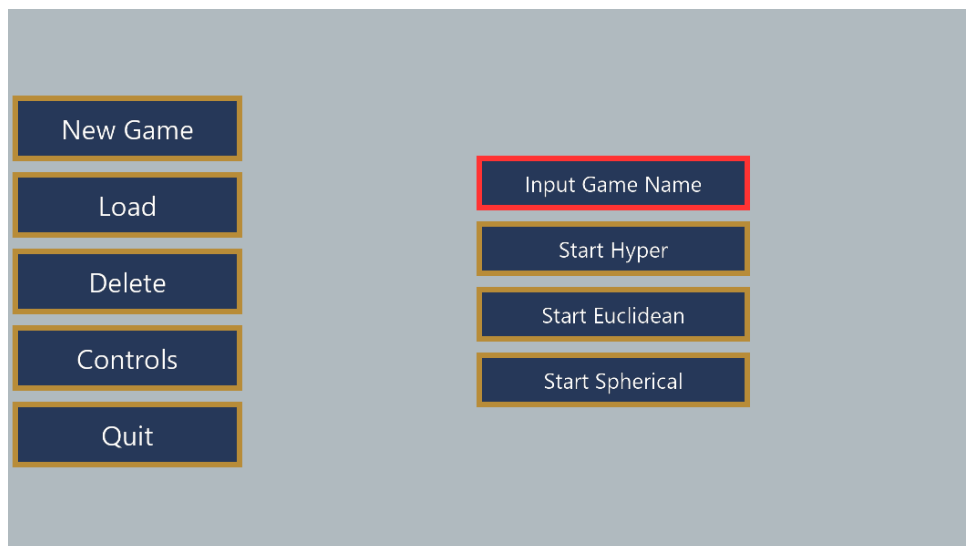 New Game
Load
Delete
Controls
Quit
Input Game Name
Start Hyper
Start Euclidean
Start Spherical